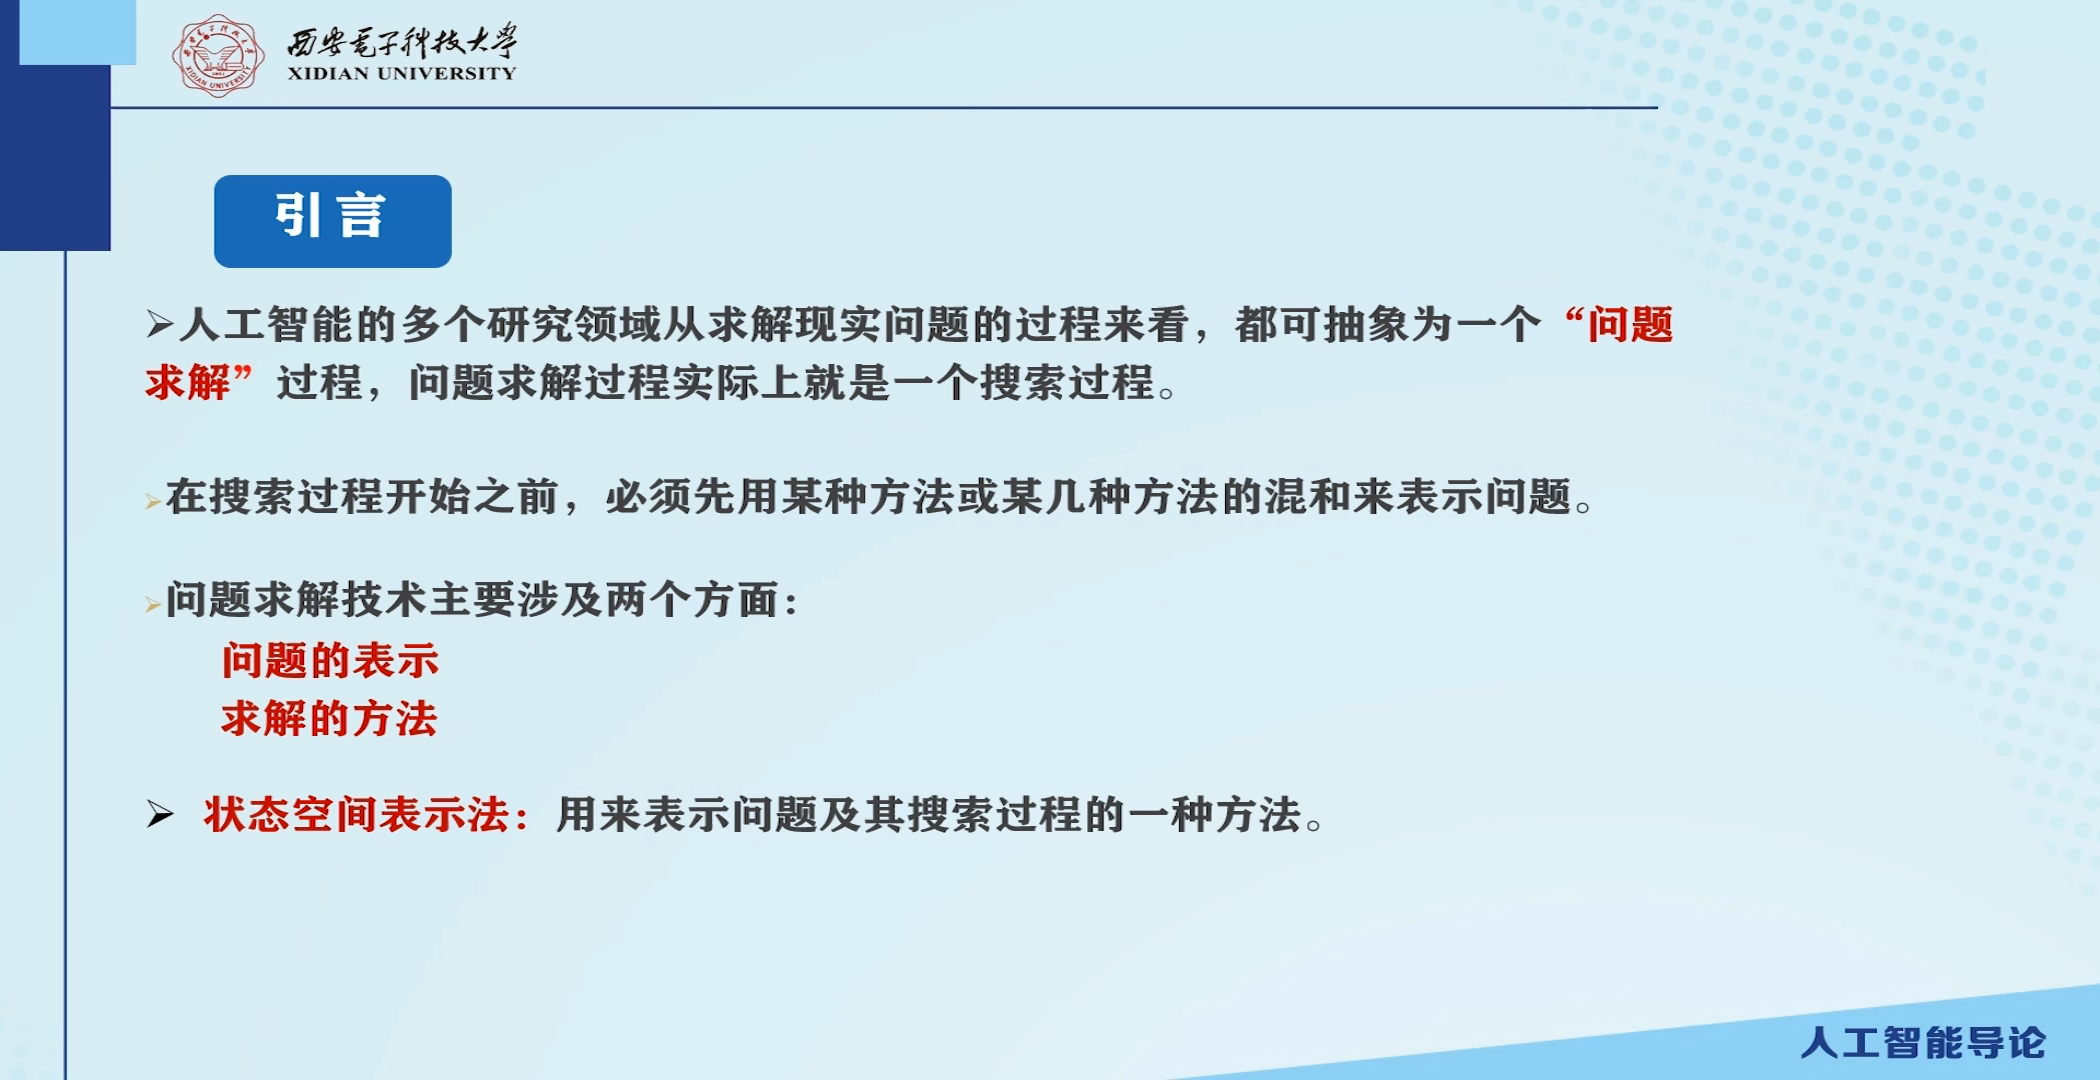 西安电子科技大学
XIDIAN UNIVERSITY
引言
➢人工智能的多个研究领域从求解现实问题的过程来看，都可抽象为一个“问题
求解”过程，问题求解过程实际上就是一个搜索过程。
➢在搜索过程开始之前，必须先用某种方法或某几种方法的混和来表示问题。
➢问题求解技术主要涉及两个方面：
问题的表示
求解的方法
➢ 状态空间表示法：用来表示问题及其搜索过程的一种方法。
人工智能导论